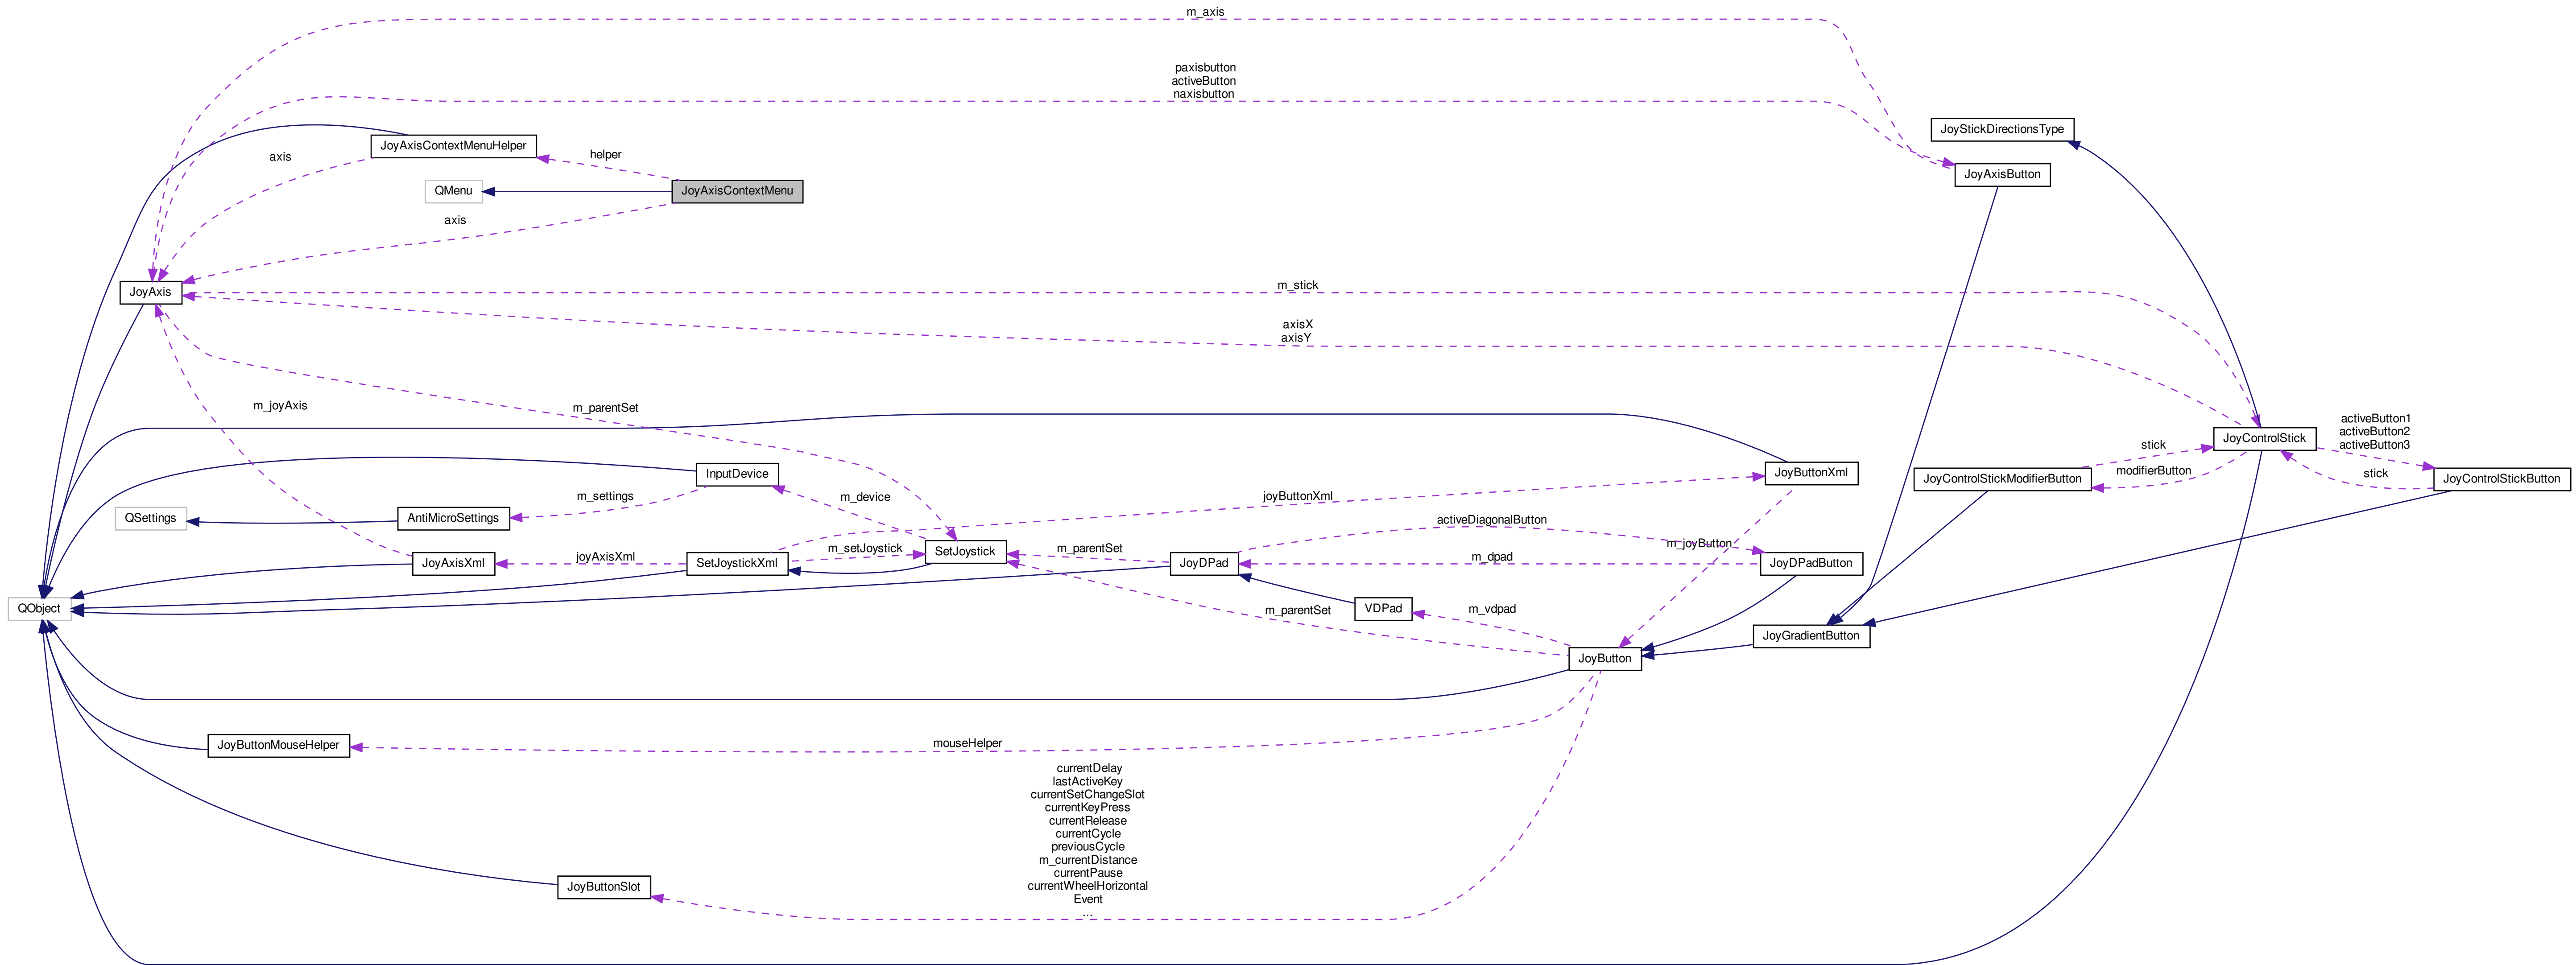 m_axis
paxisbutton
activeButton
naxisbutton
JoyStickDirectionsType
JoyAxisContextMenuHelper
axis
helper
JoyAxisButton
QMenu
JoyAxisContextMenu
axis
JoyAxis
m_stick
axisX
axisY
m_joyAxis
m_parentSet
activeButton1
activeButton2
activeButton3
JoyControlStick
stick
modifierButton
InputDevice
JoyButtonXml
JoyControlStickModifierButton
stick
JoyControlStickButton
m_settings
m_device
joyButtonXml
QSettings
AntiMicroSettings
activeDiagonalButton
m_joyButton
JoyAxisXml
joyAxisXml
SetJoystickXml
m_setJoystick
SetJoystick
m_parentSet
JoyDPad
m_dpad
JoyDPadButton
QObject
m_parentSet
VDPad
m_vdpad
JoyGradientButton
JoyButton
JoyButtonMouseHelper
mouseHelper
currentDelay
lastActiveKey
currentSetChangeSlot
currentKeyPress
currentRelease
currentCycle
previousCycle
m_currentDistance
currentPause
currentWheelHorizontal
Event
...
JoyButtonSlot